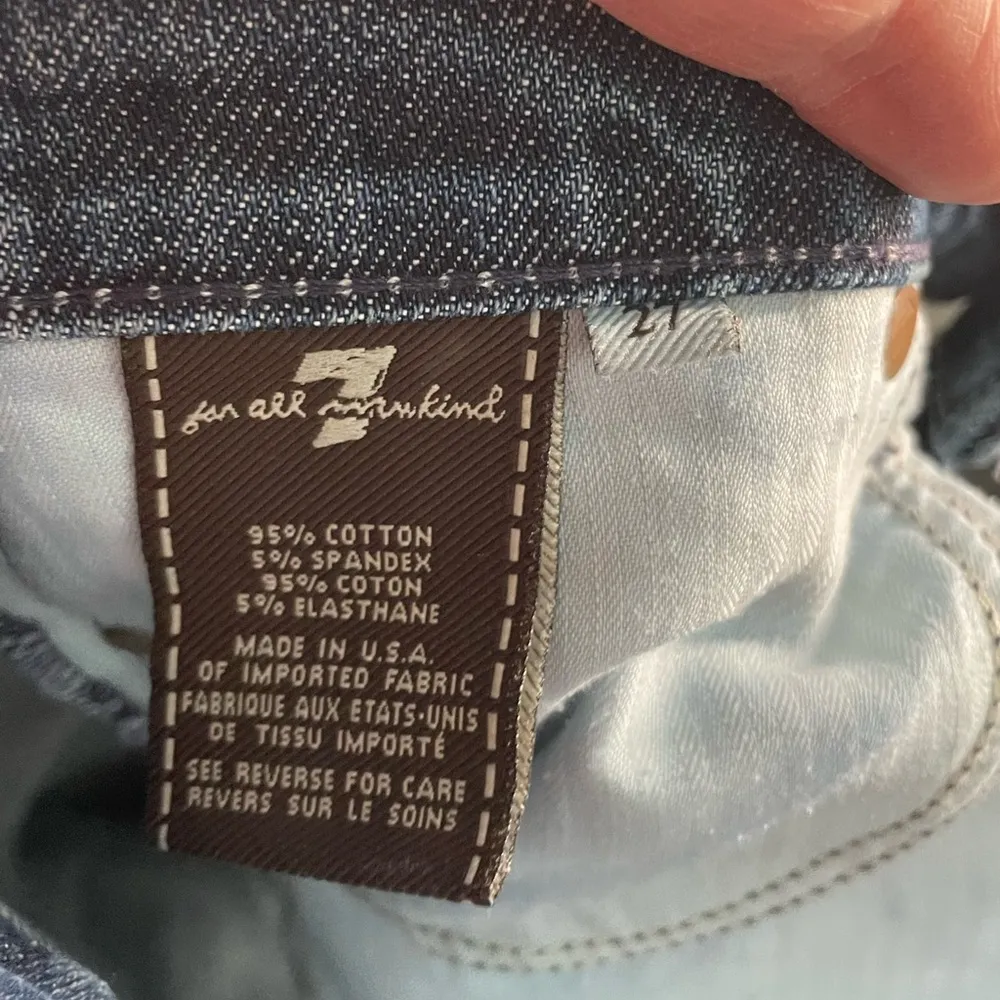 7
for all mankind
95% COTTON
5% SPANDEX
95% COTON
5% ELASTHANE
MADE IN U.S.A.
OF IMPORTED FABRIC
FABRIQUE AUX ETATS-UNIS
DE TISSU IMPORTÉ
SEE REVERSE FOR CARE
REVERS SUR LE SOINS